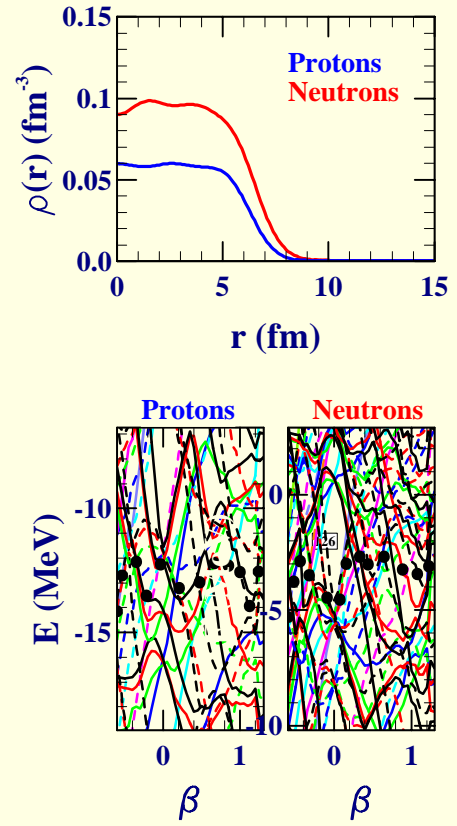 ρ(r) (fm⁻³)
0.15
0.1
0.05
0.0
Protons
Neutrons
0 5 10 15
r (fm)
Protons Neutrons
E (MeV)
-10
-15
0
-5
-10
126
0 1 0 1
β β